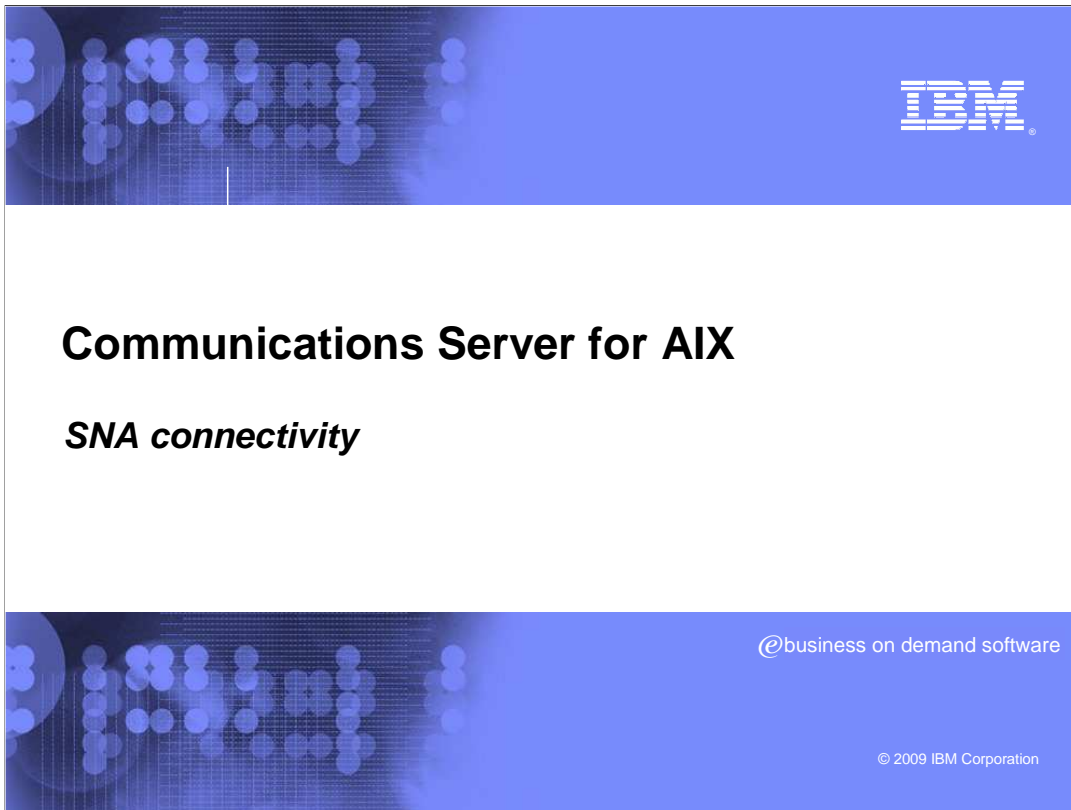 IBM®
Communications Server for AIX
SNA connectivity
@business on demand software
© 2009 IBM Corporation